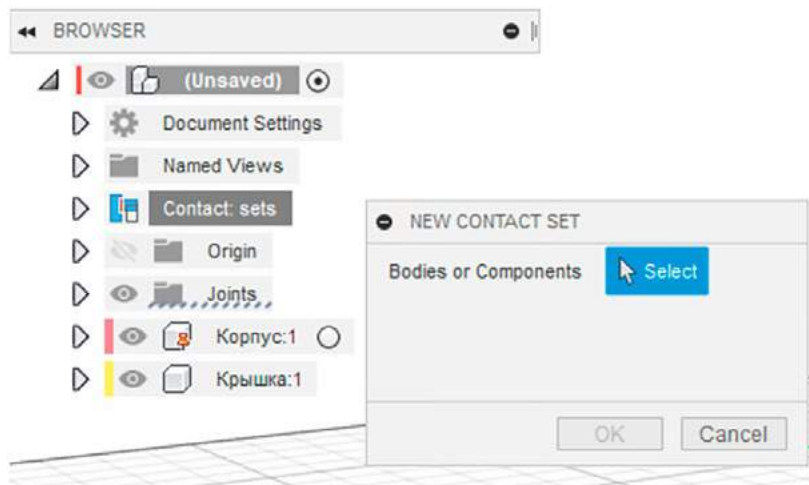 BROWSER
(Unsaved)
Document Settings
Named Views
Contact: sets
Origin
Joints
Корпус:1
Крышка:1
NEW CONTACT SET
Bodies or Components Select
OK Cancel